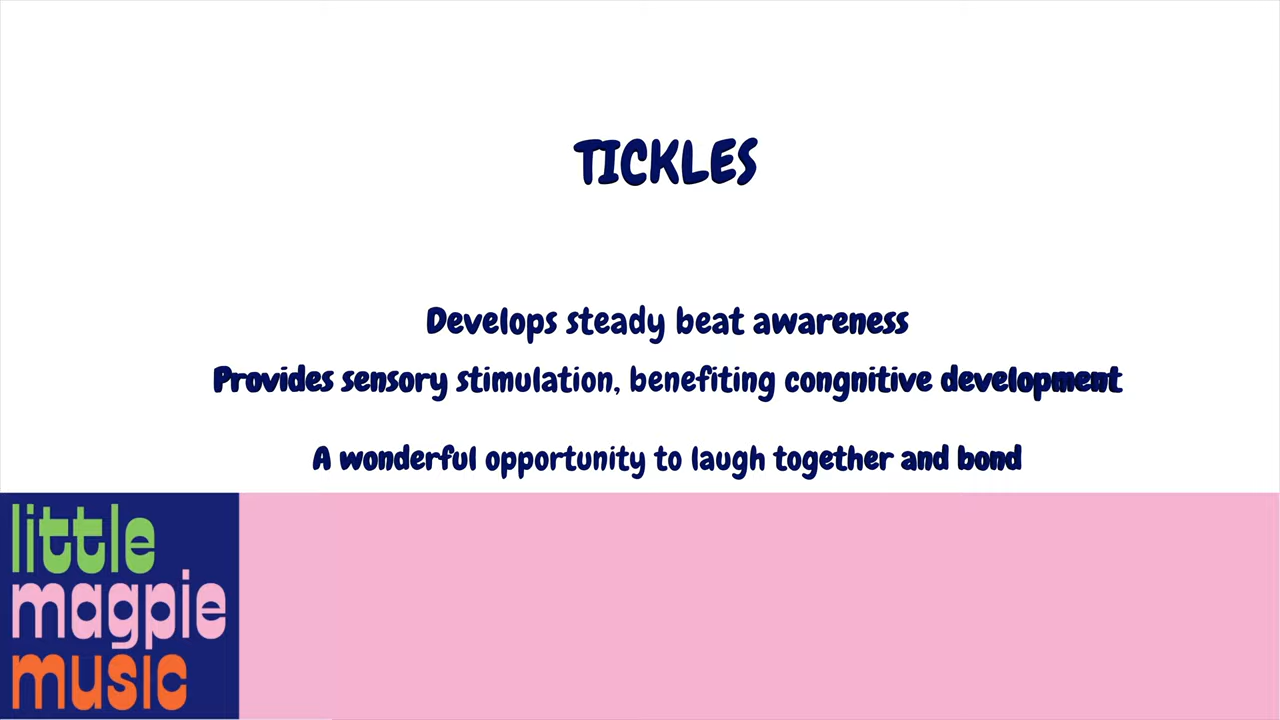 TICKLES
Develops steady beat awareness
Provides sensory stimulation, benefiting congnitive development
A wonderful opportunity to laugh together and bond
little
magpie
music